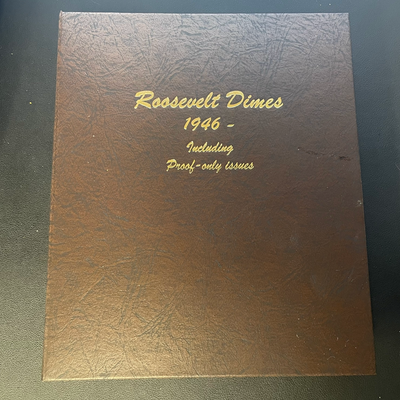 Roosevelt Dimes
1946 -
Including
Proof-only issues